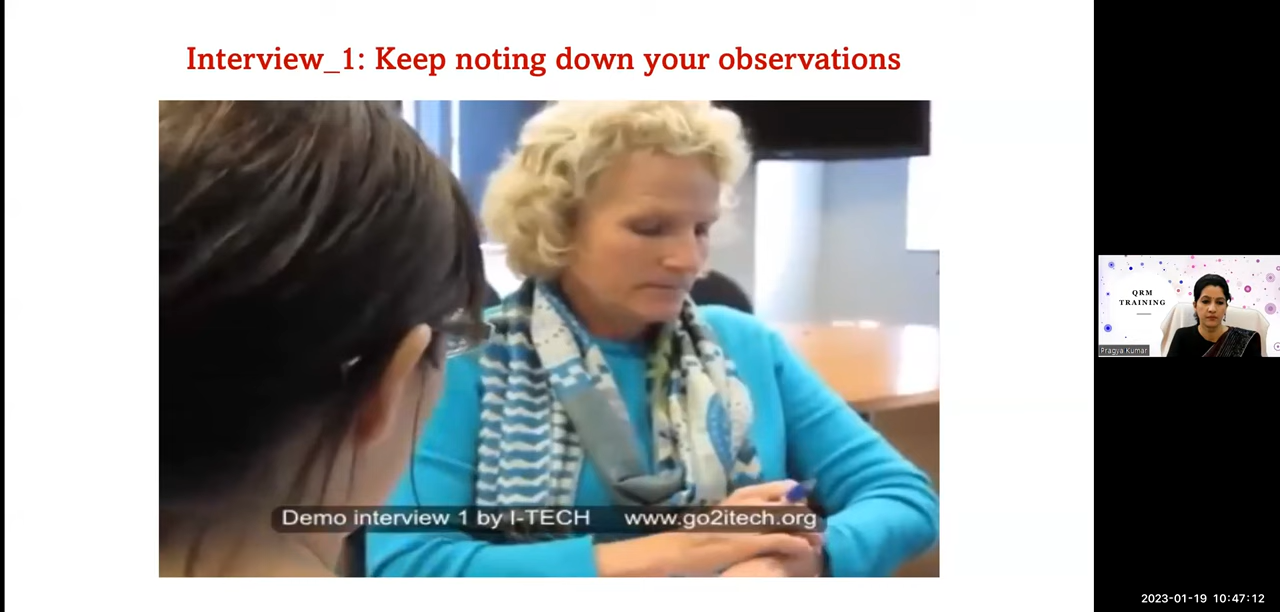 Interview_1: Keep noting down your observations
Demo interview 1 by I-TECH www.go2itech.org
QRM
TRAINING
Pragya Kumar
2023-01-19 10:47:12